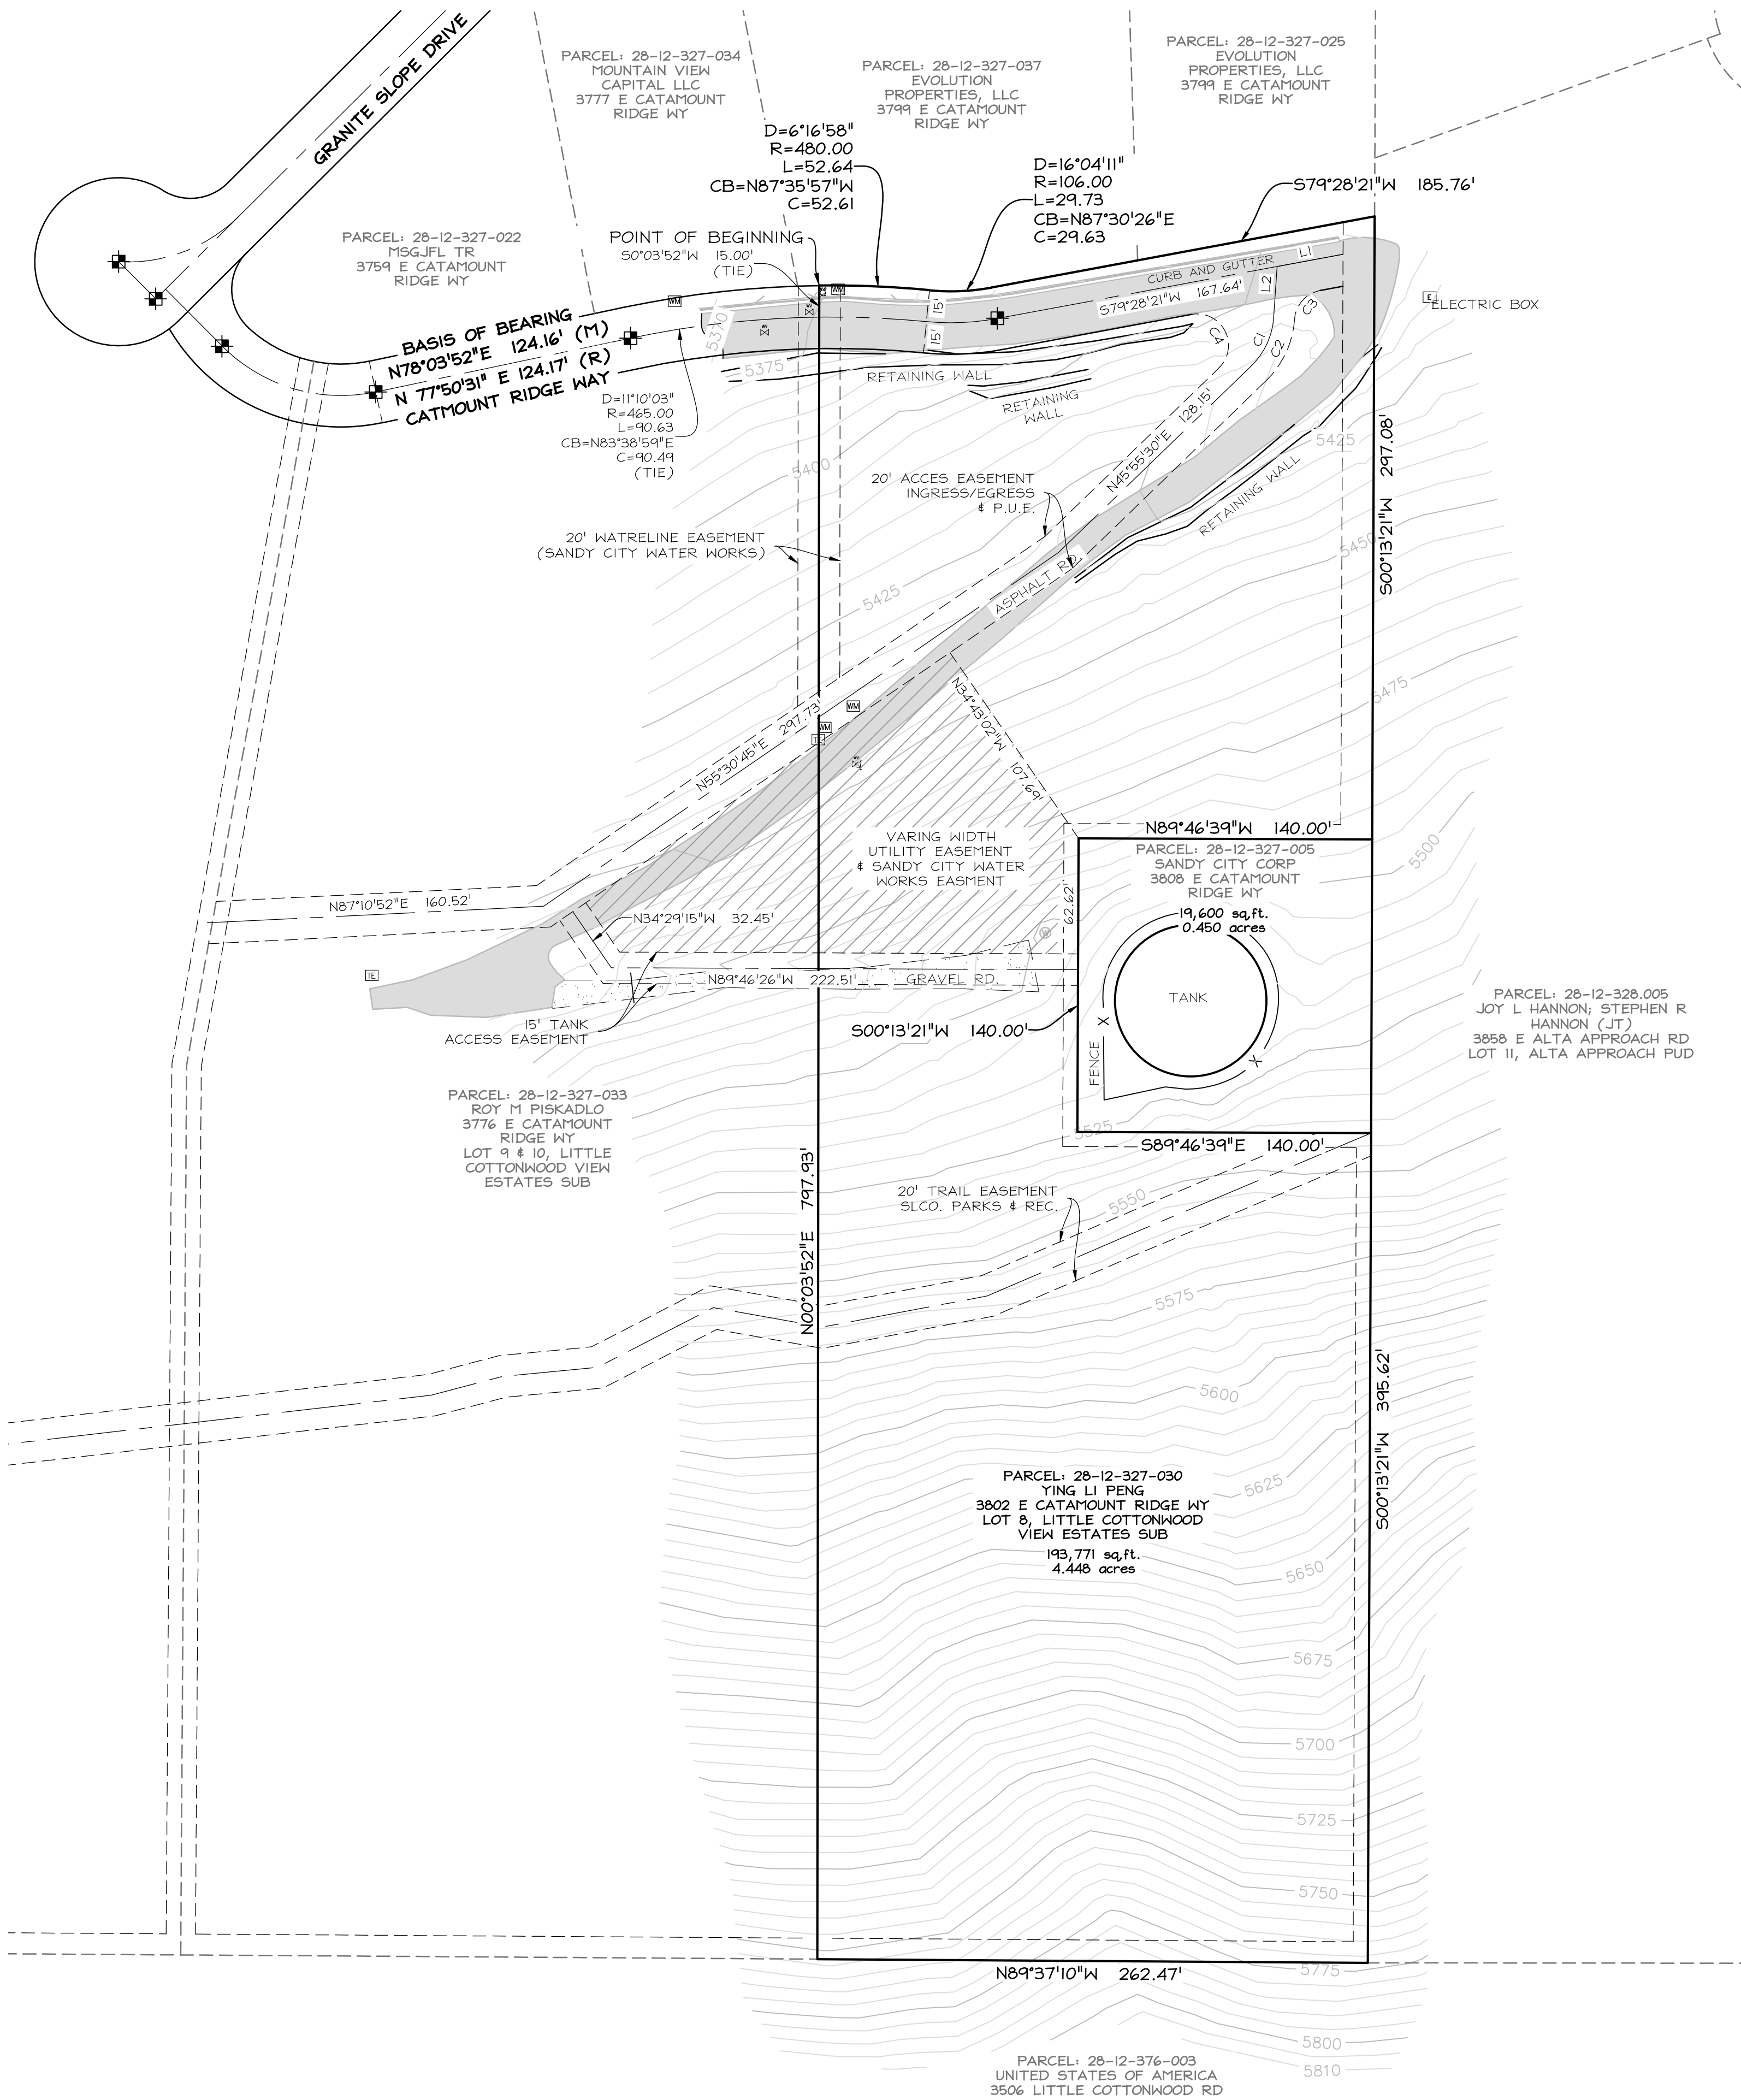 GRANITE SLOPE DRIVE
PARCEL: 28-12-327-034
MOUNTAIN VIEW
CAPITAL LLC
3777 E CATAMOUNT
RIDGE WY
PARCEL: 28-12-327-037
EVOLUTION
PROPERTIES, LLC
3799 E CATAMOUNT
RIDGE WY
PARCEL: 28-12-327-025
EVOLUTION
PROPERTIES, LLC
3799 E CATAMOUNT
RIDGE WY
D=6°16'58"
R=480.00
L=52.64
CB=N87°35'57"W
C=52.61
D=16°04'11"
R=106.00
L=29.73
CB=N87°30'26"E
C=29.63
S79°28'21"W 185.76'
PARCEL: 28-12-327-022
MSGJFL TR
3759 E CATAMOUNT
RIDGE WY
POINT OF BEGINNING
S0°03'52"W 15.00'
(TIE)
WM
WM
WV
WV
CURB AND GUTTER
L1
L2
S79°28'21"W 167.64'
15'
15'
C3
C4
C1
C2
E
ELECTRIC BOX
BASIS OF BEARING
N78°03'52"E 124.16' (M)
N 77°50'31" E 124.17' (R)
CATMOUNT RIDGE WAY
5370
5375
RETAINING WALL
RETAINING
WALL
D=11°10'03"
R=465.00
L=90.63
CB=N83°38'59"E
C=90.49
(TIE)
5400
5425
N45°55'30"E 128.15'
S00°13'21"W 297.08'
20' ACCES EASEMENT
INGRESS/EGRESS
& P.U.E.
RETAINING WALL
20' WATRELINE EASEMENT
(SANDY CITY WATER WORKS)
5450
5425
ASPHALT RD.
5475
N34°43'02"W 107.69'
WM
WM
TE
WV
N55°30'45"E 297.73'
VARING WIDTH
UTILITY EASEMENT
& SANDY CITY WATER
WORKS EASMENT
N89°46'39"W 140.00'
PARCEL: 28-12-327-005
SANDY CITY CORP
3808 E CATAMOUNT
RIDGE WY
19,600 sq.ft.
0.450 acres
5500
62.62'
N87°10'52"E 160.52'
N34°29'15"W 32.45'
W
TE
N89°46'26"W 222.51'
GRAVEL RD.
TANK
15' TANK
ACCESS EASEMENT
S00°13'21"W 140.00'
X
X
FENCE
PARCEL: 28-12-328.005
JOY L HANNON; STEPHEN R
HANNON (JT)
3858 E ALTA APPROACH RD
LOT 11, ALTA APPROACH PUD
PARCEL: 28-12-327-033
ROY M PISKADLO
3776 E CATAMOUNT
RIDGE WY
LOT 9 & 10, LITTLE
COTTONWOOD VIEW
ESTATES SUB
5525
S89°46'39"E 140.00'
N00°03'52"E 797.93'
20' TRAIL EASEMENT
SLCO. PARKS & REC.
5550
5575
5600
S00°13'21"W 395.62'
PARCEL: 28-12-327-030
YING LI PENG
3802 E CATAMOUNT RIDGE WY
LOT 8, LITTLE COTTONWOOD
VIEW ESTATES SUB
193,771 sq.ft.
4.448 acres
5625
5650
5675
5700
5725
5750
N89°37'10"W 262.47'
5775
5800
5810
PARCEL: 28-12-376-003
UNITED STATES OF AMERICA
3506 LITTLE COTTONWOOD RD